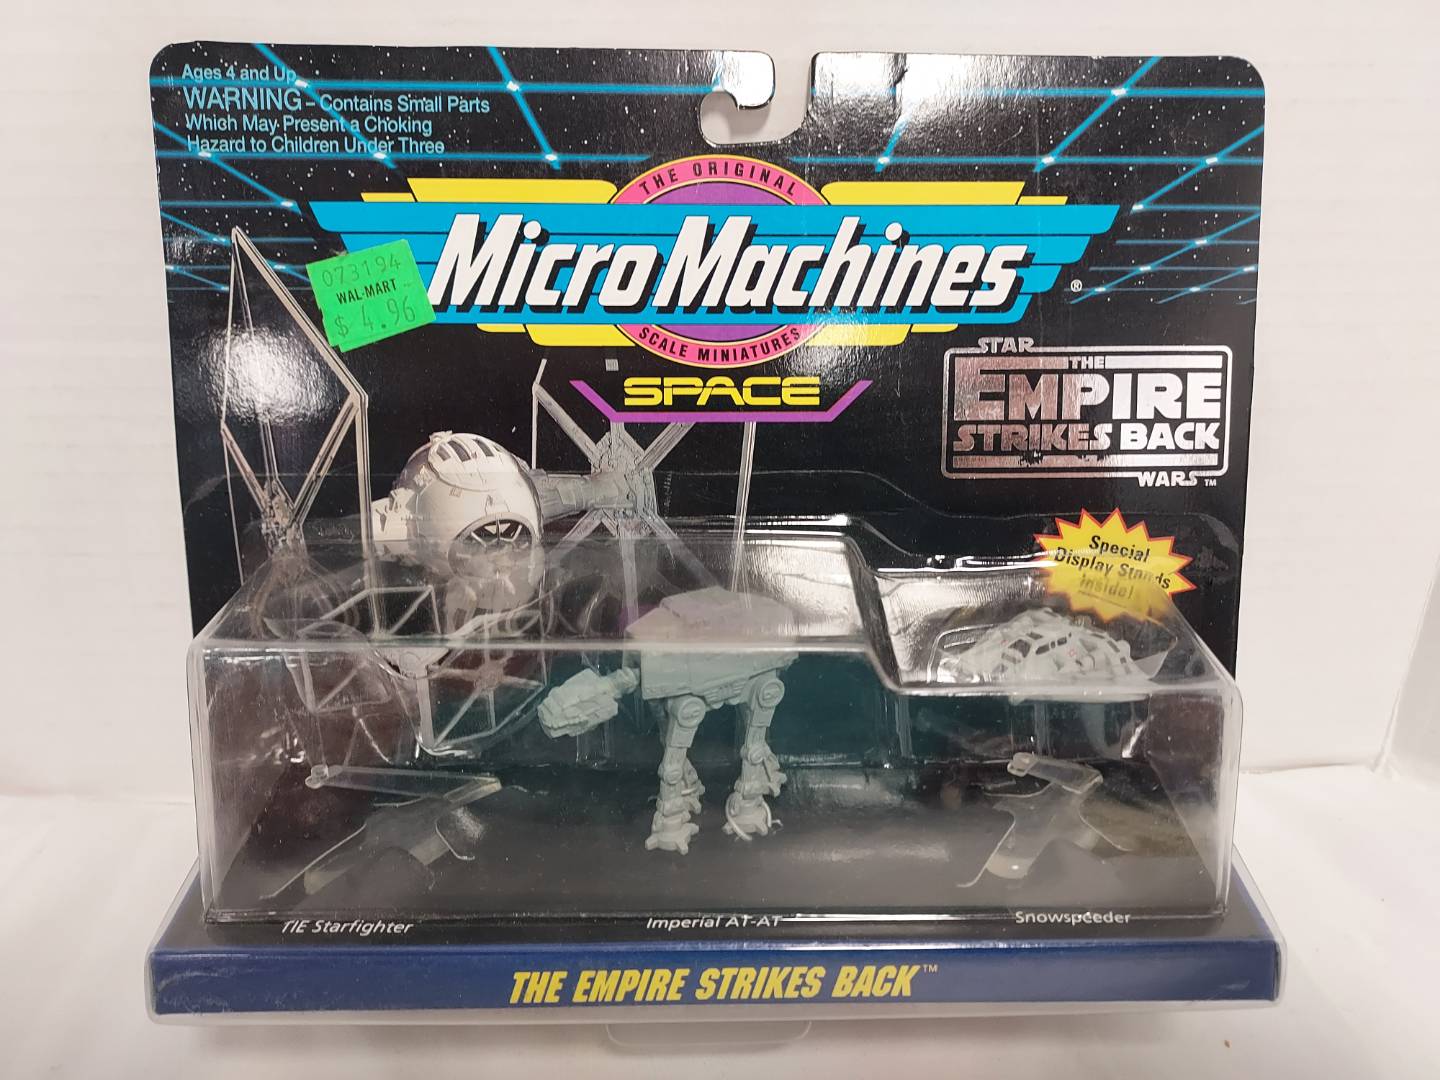 Ages 4 and Up
WARNING - Contains Small Parts
Which May Present a Choking
Hazard to Children Under Three
THE ORIGINAL
Micro Machines ®
SCALE MINIATURES
SPACE
073194
WAL-MART
$ 4.96
STAR
THE
EMPIRE
STRIKES BACK
WARS ™
Special
Display Stands
Inside!
TIE Starfighter
Imperial AT-AT
Snowspeeder
THE EMPIRE STRIKES BACK™